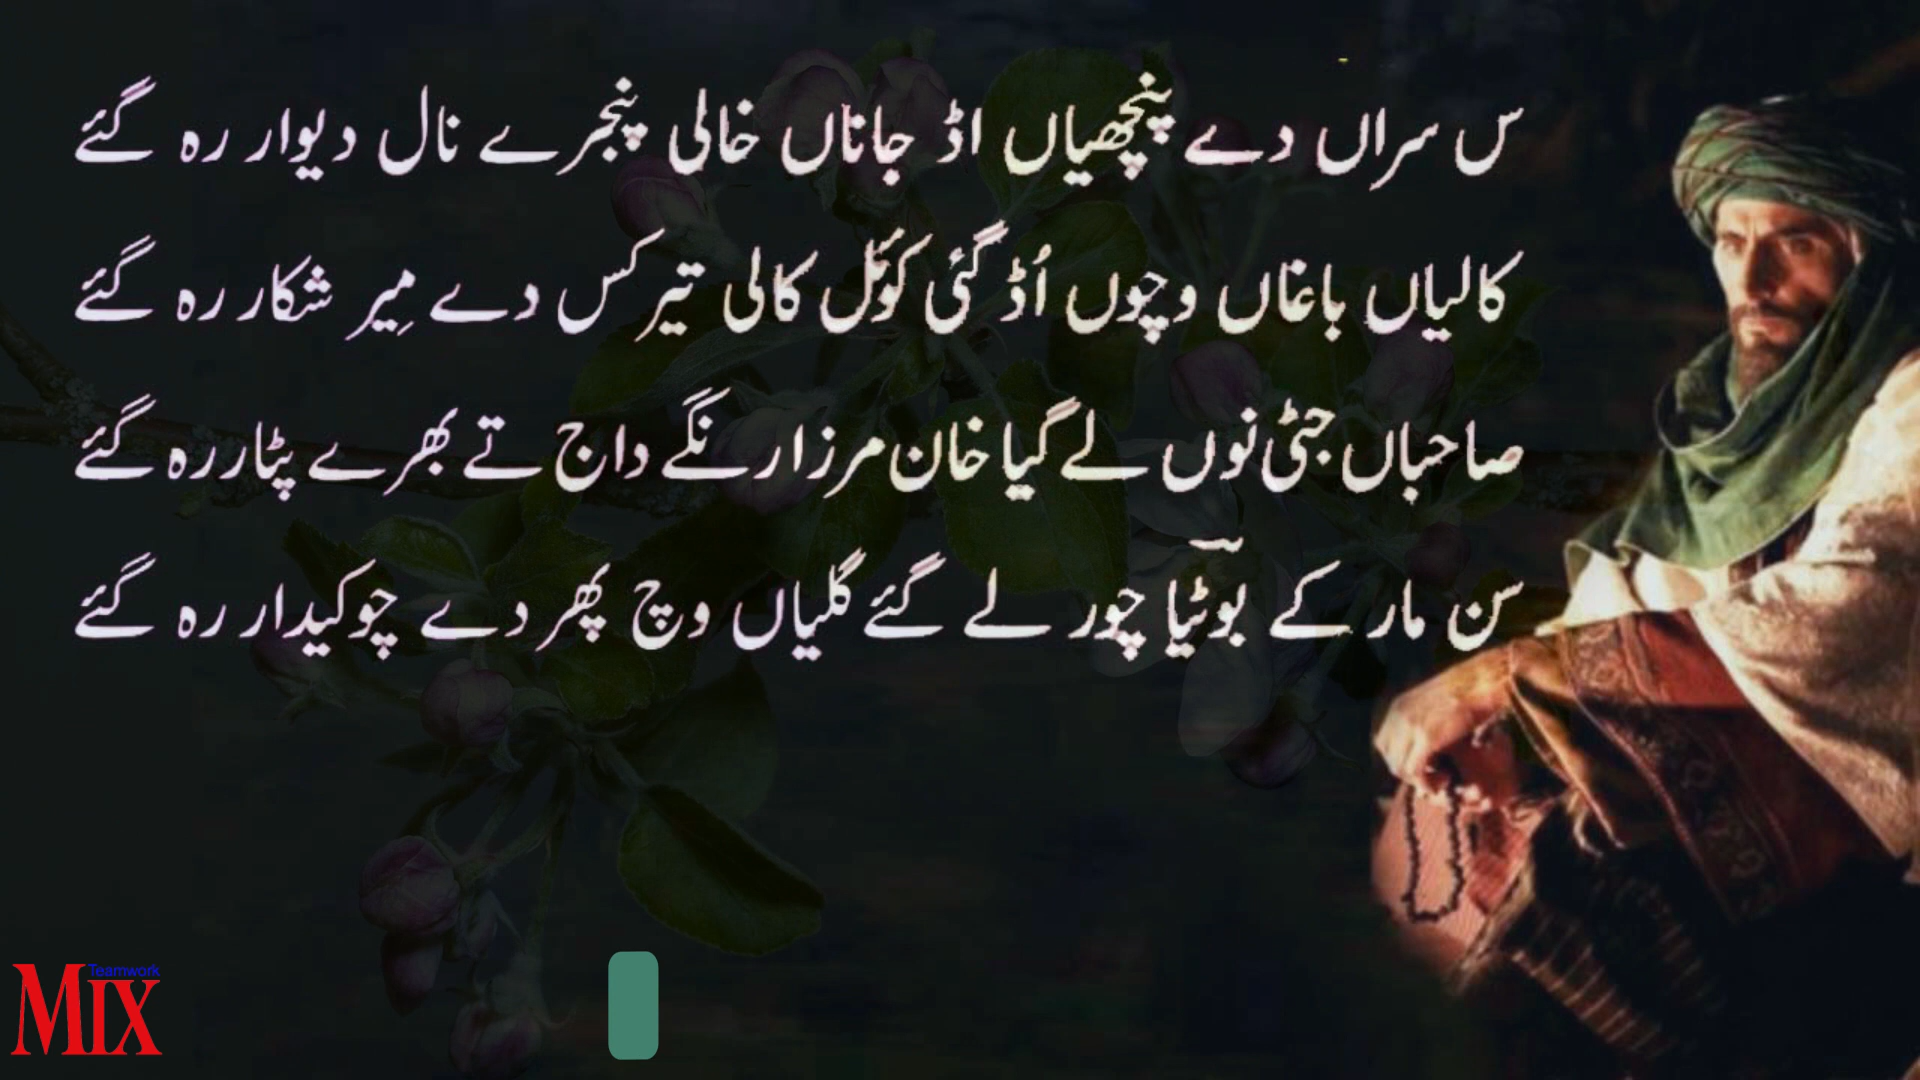 س سراں دے پنچھیاں اڈ جاناں خالی پنجرے نال دیوار رہ گئے
کالیاں باغاں وچوں اُڈ گئی کوئل کالی تیر کس دے مِیر شکار رہ گئے
صاحباں جٹی نوں لے گیا خان مرزا رنگے داج تے بھرے پٹار رہ گئے
سن مار کے بوٹیا چور لے گئے گلیاں وچ پھر دے چوکیدار رہ گئے
Teamwork
MIX